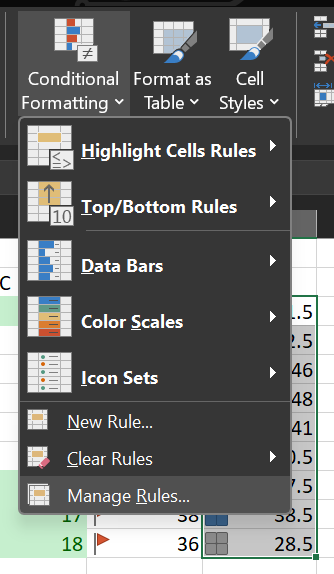 Conditional
Formatting
Format as
Table
Cell
Styles
Highlight Cells Rules
Top/Bottom Rules
Data Bars
Color Scales
Icon Sets
New Rule...
Clear Rules
Manage Rules...
10
C
1.5
2.5
46
48
41
0.5
7.5
17 38 38.5
18 36 28.5